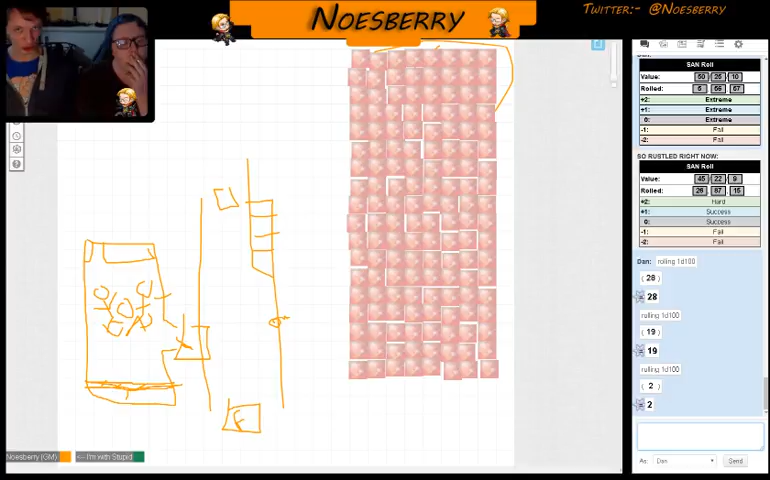 NOESBERRY
Twitter:- @Noesberry
Dan:
SAN Roll
Value: 50 25 10
Rolled: 5 56 57
+2: Extreme
+1: Extreme
0: Extreme
-1: Fail
-2: Fail
SO RUSTLED RIGHT NOW:
SAN Roll
Value: 45 22 9
Rolled: 26 87 15
+2: Hard
+1: Success
0: Success
-1: Fail
-2: Fail
Dan: rolling 1d100
( 28 )
28
rolling 1d100
( 19 )
19
rolling 1d100
( 2 )
2
Noesberry (GM)
<-- I'm with Stupid
As: Dan Send